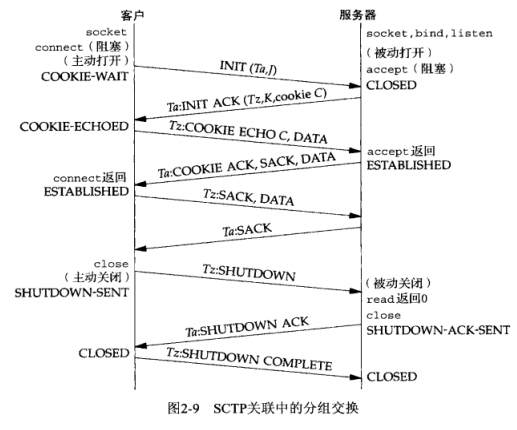 客户
服务器
socket
connect（阻塞）
（主动打开）
COOKIE-WAIT
socket, bind, listen
（被动打开）
accept（阻塞）
CLOSED
INIT (Ta,J)
Ta:INIT ACK (Tz,K,cookie C)
COOKIE-ECHOED
Tz:COOKIE ECHO C, DATA
accept返回
ESTABLISHED
Ta:COOKIE ACK, SACK, DATA
connect返回
ESTABLISHED
Tz:SACK, DATA
Ta:SACK
close
（主动关闭）
SHUTDOWN-SENT
Tz:SHUTDOWN
（被动关闭）
read返回0
close
SHUTDOWN-ACK-SENT
Ta:SHUTDOWN ACK
CLOSED
Tz:SHUTDOWN COMPLETE
CLOSED
图2-9 SCTP关联中的分组交换